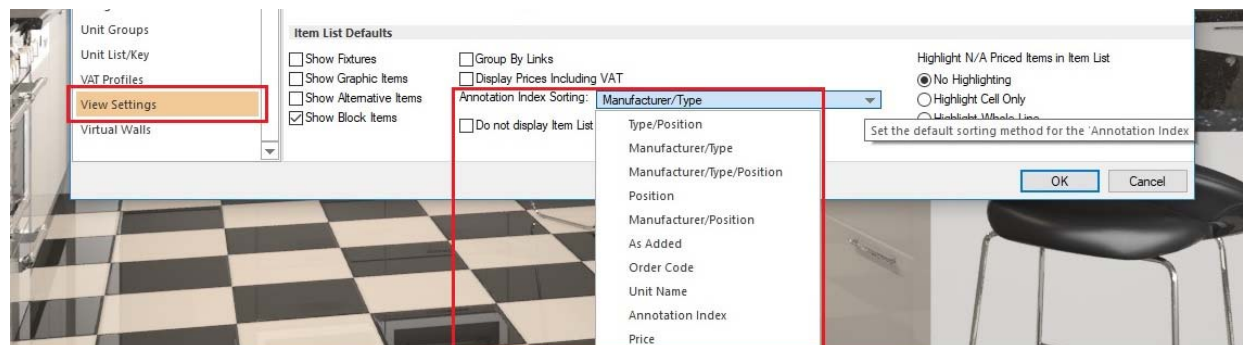 Unit Groups
Unit List/Key
VAT Profiles
View Settings
Virtual Walls
Item List Defaults
Show Fixtures
Show Graphic Items
Show Alternative Items
Show Block Items
Group By Links
Display Prices Including VAT
Annotation Index Sorting: Manufacturer/Type
Do not display Item List
Type/Position
Manufacturer/Type
Manufacturer/Type/Position
Position
Manufacturer/Position
As Added
Order Code
Unit Name
Annotation Index
Price
Highlight N/A Priced Items in Item List
No Highlighting
Highlight Cell Only
Highlight Whole Line
Set the default sorting method for the 'Annotation Index
OK Cancel